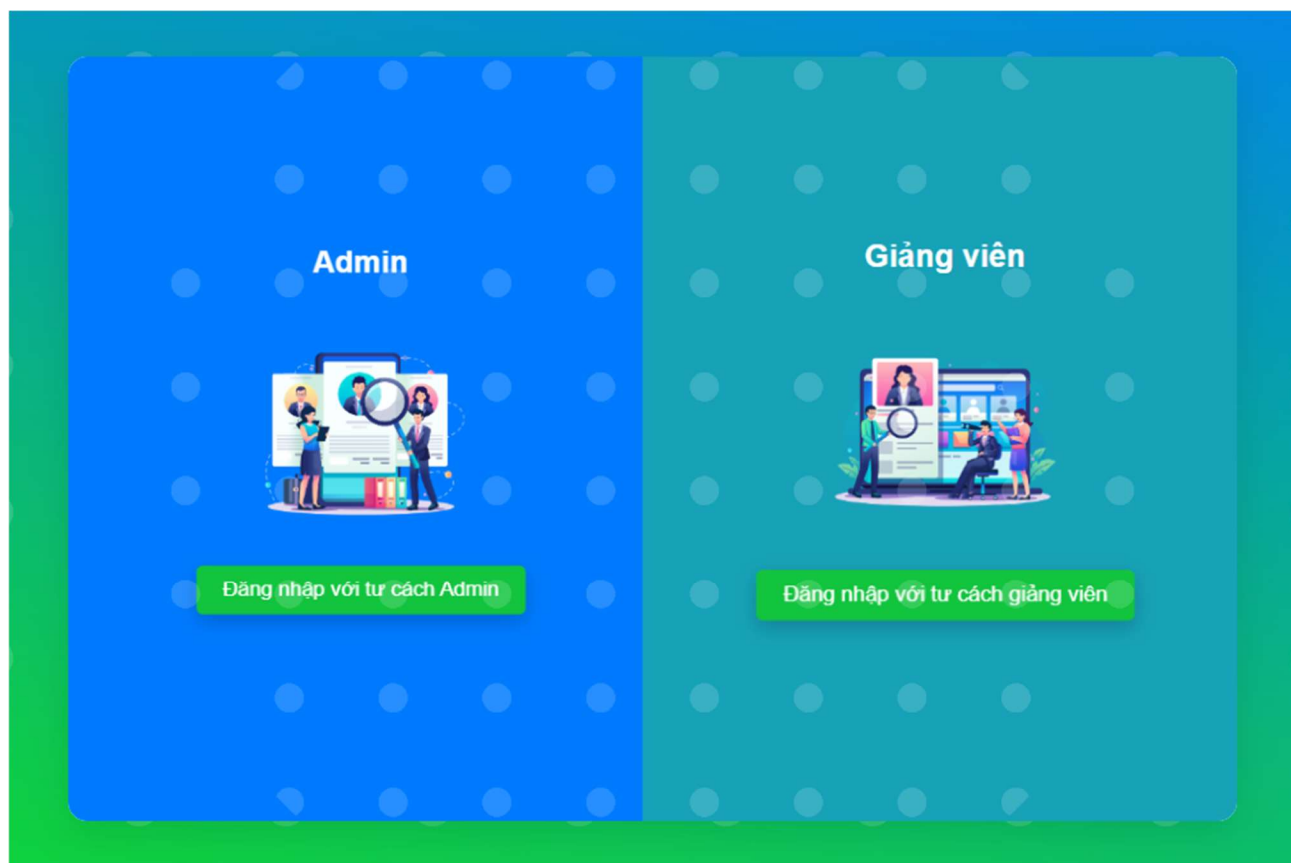 Admin
Giảng viên
Đăng nhập với tư cách Admin
Đăng nhập với tư cách giảng viên